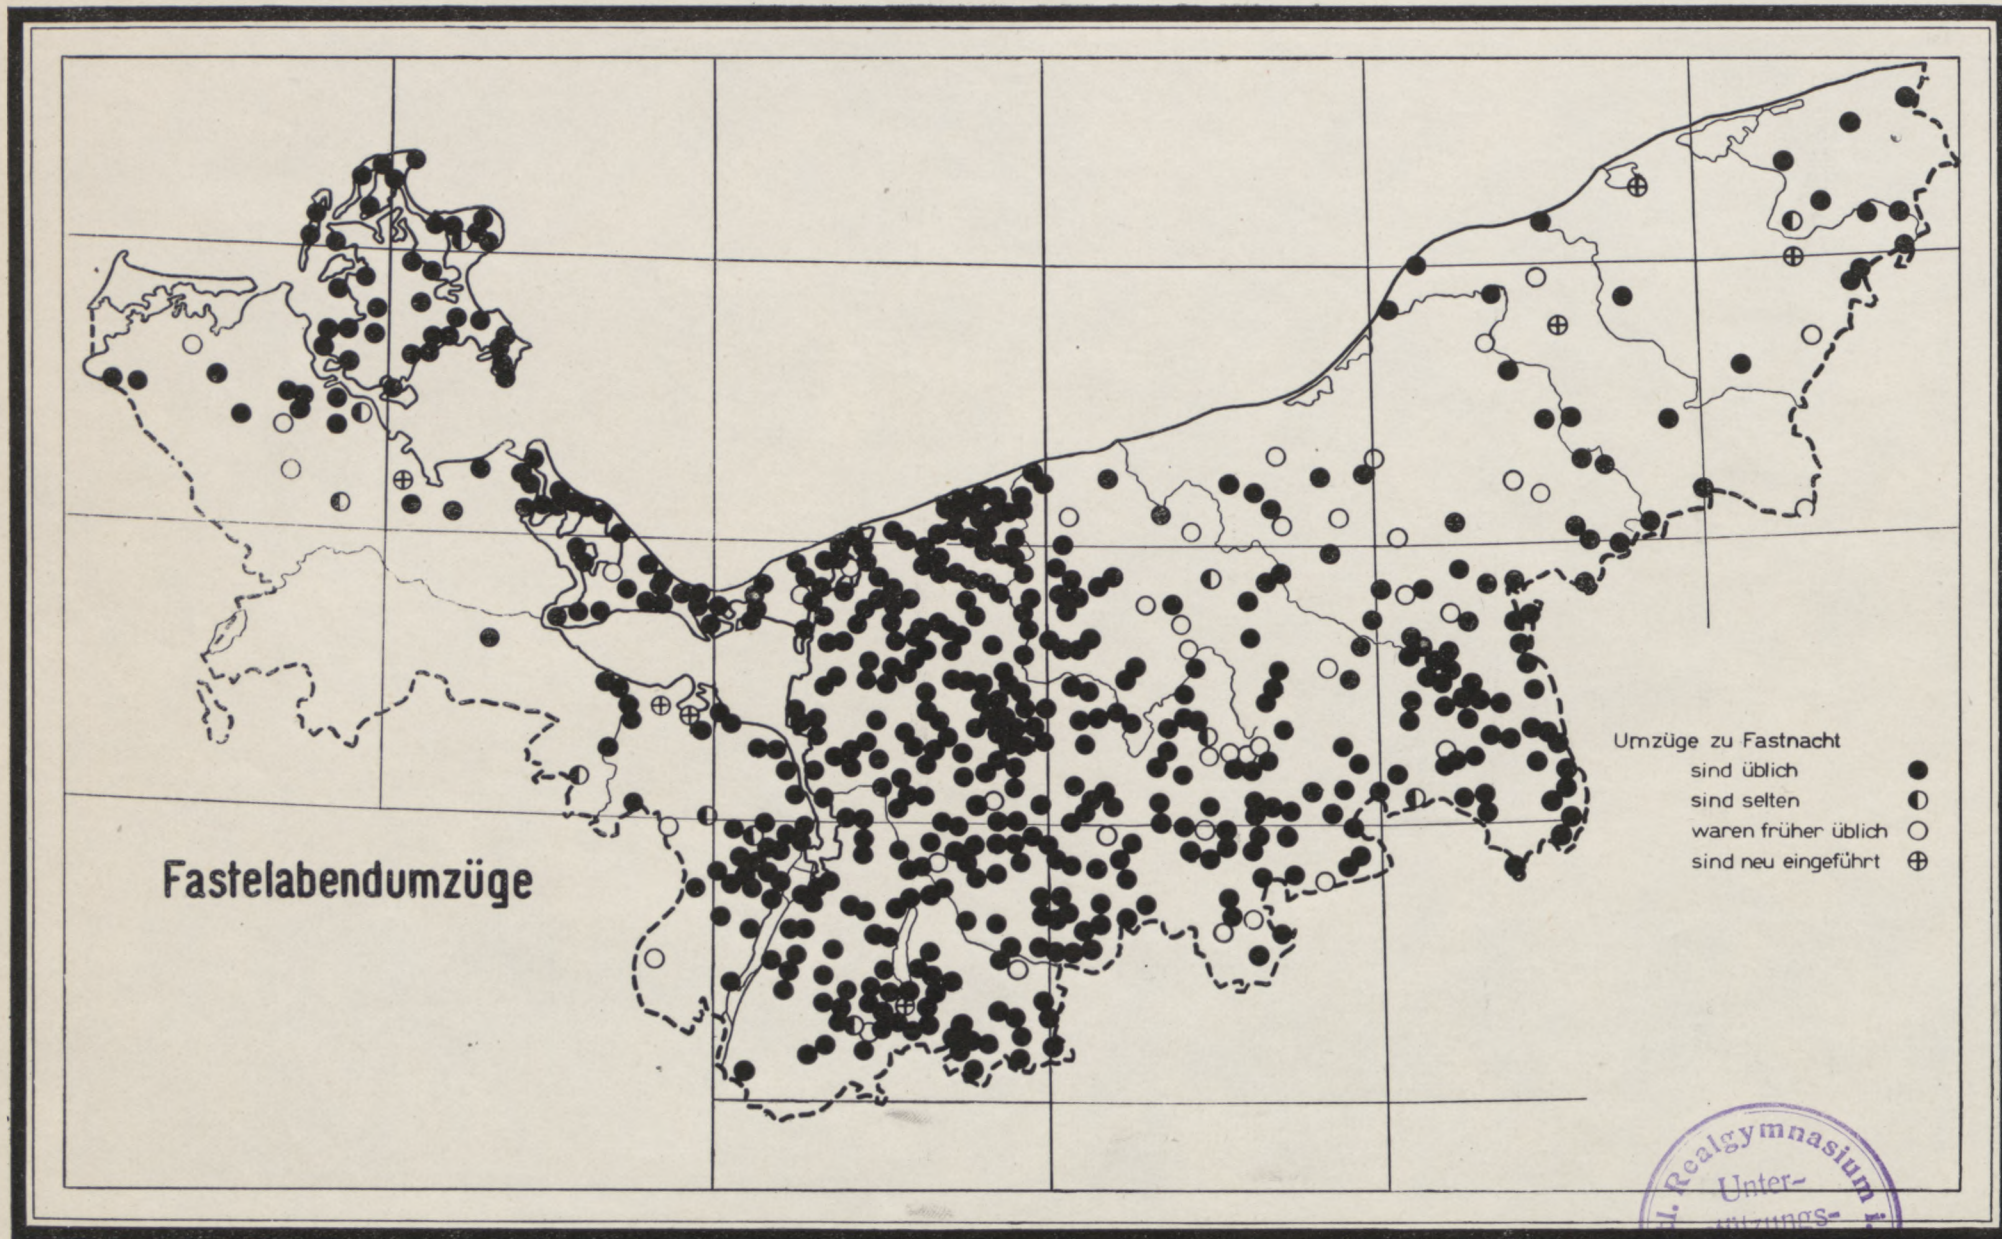 Umzüge zu Fastnacht
sind üblich
sind selten
waren früher üblich
sind neu eingeführt
Fastelabendumzüge
Realgymnasium i.
Unter-